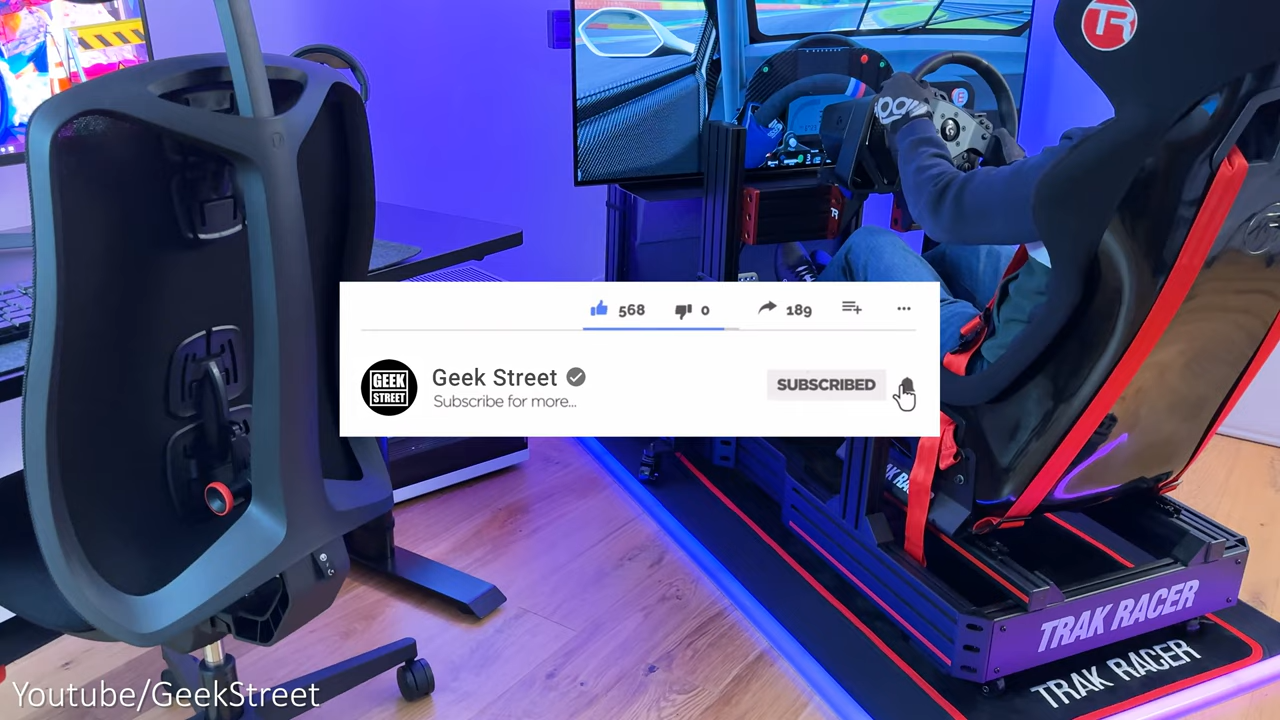 TR
568 0 189
GEEK
STREET
Geek Street
Subscribe for more...
SUBSCRIBED
TRAK RACER
TRAK RACER
Youtube/GeekStreet